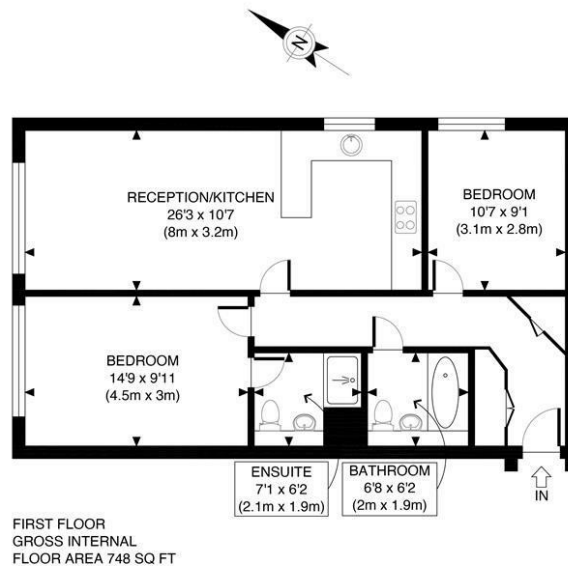 N
RECEPTION/KITCHEN
26'3 x 10'7
(8m x 3.2m)
BEDROOM
10'7 x 9'1
(3.1m x 2.8m)
BEDROOM
14'9 x 9'11
(4.5m x 3m)
ENSUITE
7'1 x 6'2
(2.1m x 1.9m)
BATHROOM
6'8 x 6'2
(2m x 1.9m)
IN
FIRST FLOOR
GROSS INTERNAL
FLOOR AREA 748 SQ FT